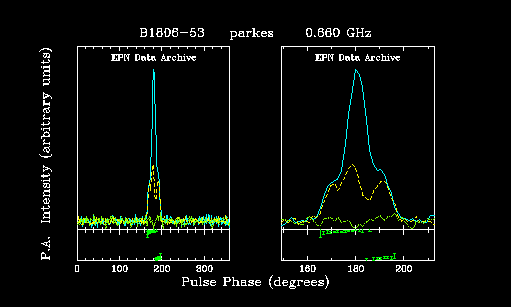 B1806-53 parkes 0.660 GHz
EPN Data Archive EPN Data Archive
P.A. Intensity (arbitrary units)
0 100 200 300 160 180 200
Pulse Phase (degrees)